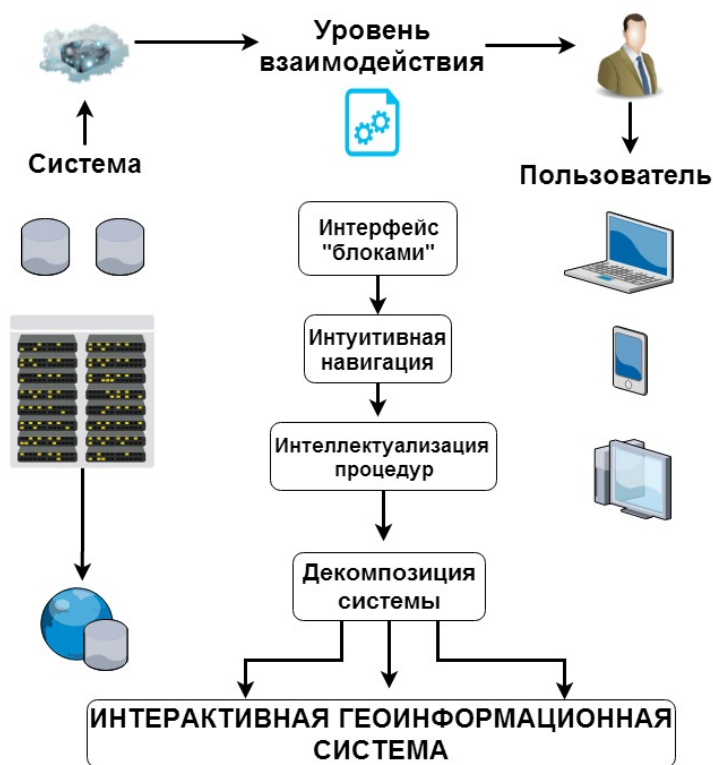 Уровень
взаимодействия
Система
Пользователь
Интерфейс
"блоками"
Интуитивная
навигация
Интеллектуализация
процедур
Декомпозиция
системы
ИНТЕРАКТИВНАЯ ГЕОИНФОРМАЦИОННАЯ
СИСТЕМА